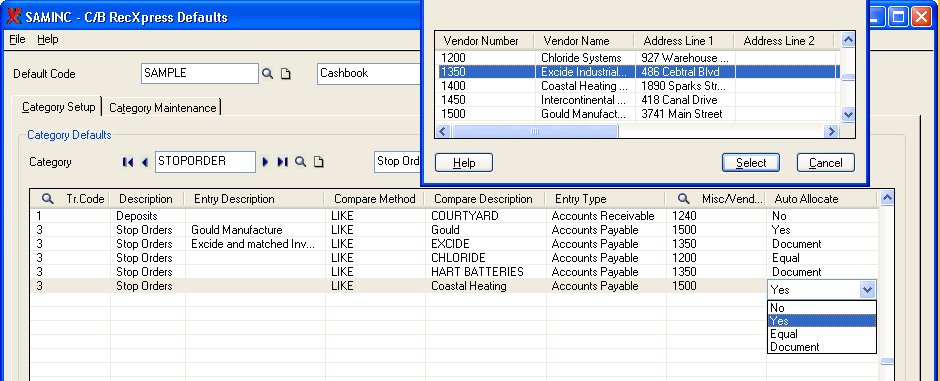 SAMINC - C/B RecXpress Defaults
File Help
Default Code SAMPLE Cashbook
Category Setup Category Maintenance
Category Defaults
Category STOPORDER Stop Ord
Vendor Number Vendor Name Address Line 1 Address Line 2
1200 Chloride Systems 927 Warehouse ...
1350 Excide Industrial... 486 Cebtral Blvd
1400 Coastal Heating ... 1890 Sparks Str...
1450 Intercontinental ... 418 Canal Drive
1500 Gould Manufact... 3741 Main Street
Help Select Cancel
Tr.Code Description Entry Description Compare Method Compare Description Entry Type Misc/Vend... Auto Allocate
1 Deposits LIKE COURTYARD Accounts Receivable 1240 No
3 Stop Orders Gould Manufacture LIKE Gould Accounts Payable 1500 Yes
3 Stop Orders Excide and matched Inv... LIKE EXCIDE Accounts Payable 1350 Document
3 Stop Orders LIKE CHLORIDE Accounts Payable 1200 Equal
3 Stop Orders LIKE HART BATTERIES Accounts Payable 1350 Document
3 Stop Orders LIKE Coastal Heating Accounts Payable 1500 Yes
No
Yes
Equal
Document